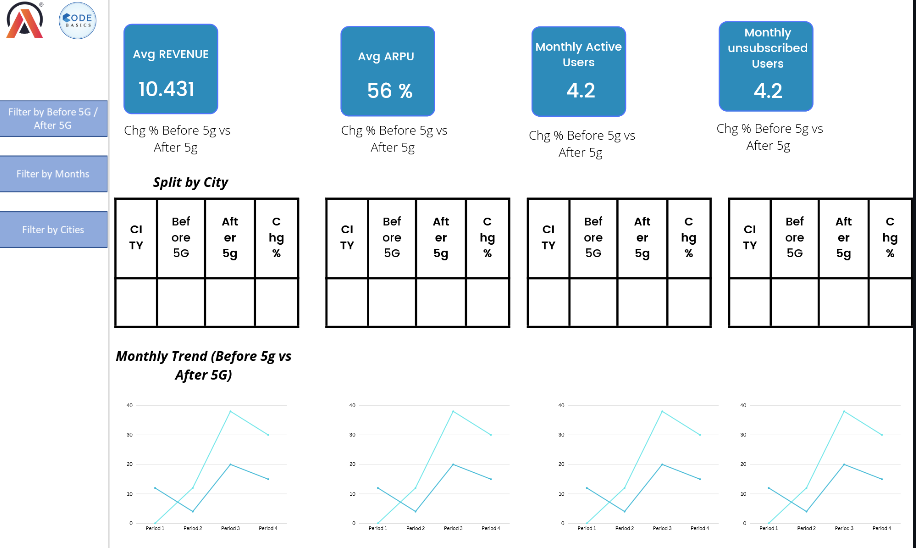 ®
CODE
BASICS
Filter by Before 5G /
After 5G
Filter by Months
Filter by Cities
Avg REVENUE
10.431
Chg % Before 5g vs
After 5g
Avg ARPU
56 %
Chg % Before 5g vs
After 5g
Monthly Active
Users
4.2
Chg % Before 5g vs
After 5g
Monthly
unsubscribed
Users
4.2
Chg % Before 5g vs
After 5g
Split by City
CI
TY
Bef
ore
5G
Aft
er
5g
C
hg
%
CI
TY
Bef
ore
5G
Aft
er
5g
C
hg
%
CI
TY
Bef
ore
5G
Aft
er
5g
C
hg
%
CI
TY
Bef
ore
5G
Aft
er
5g
C
hg
%
Monthly Trend (Before 5g vs
After 5G)
40
30
20
10
0
Period 1 Period 2 Period 3 Period 4
40
30
20
10
0
Period 1 Period 2 Period 3 Period 4
40
30
20
10
0
Period 1 Period 2 Period 3 Period 4
40
30
20
10
0
Period 1 Period 2 Period 3 Period 4